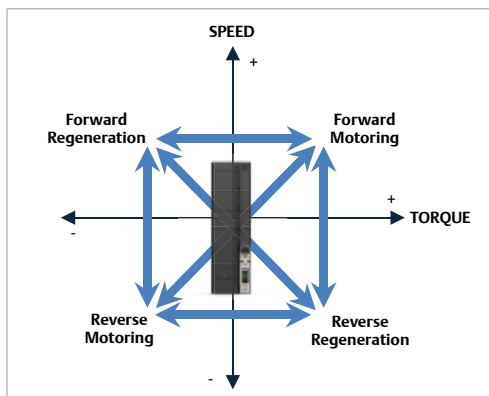 SPEED
+
Forward
Regeneration
Forward
Motoring
+
-
TORQUE
Reverse
Motoring
Reverse
Regeneration
-